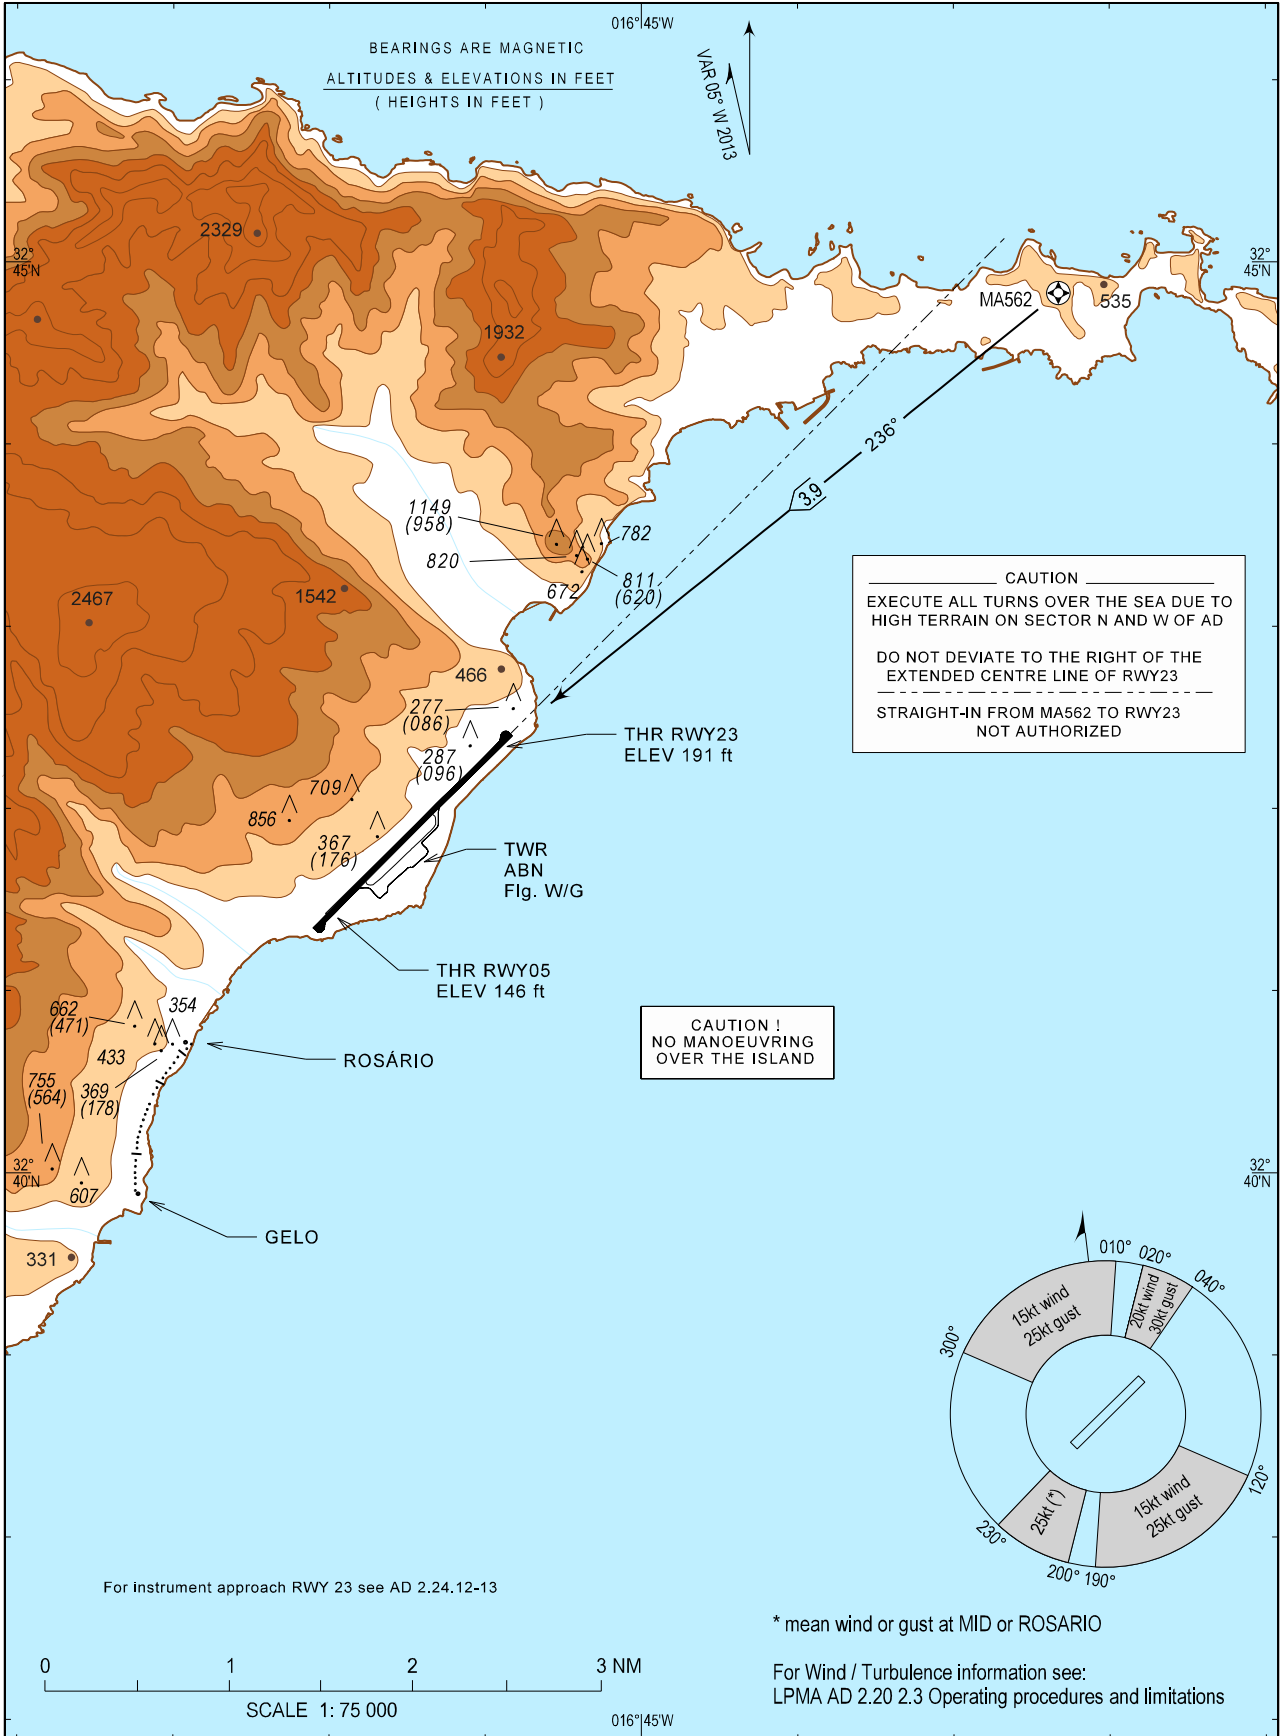 016° 45'W
BEARINGS ARE MAGNETIC
ALTITUDES & ELEVATIONS IN FEET
( HEIGHTS IN FEET )
VAR 05° W 2013
2329
32°
45'N
32°
45'N
MA562
535
1932
236°
3.9
1149
(958)
782
820
811
(620)
672
2467
1542
CAUTION
EXECUTE ALL TURNS OVER THE SEA DUE TO
HIGH TERRAIN ON SECTOR N AND W OF AD
DO NOT DEVIATE TO THE RIGHT OF THE
EXTENDED CENTRE LINE OF RWY23
STRAIGHT-IN FROM MA562 TO RWY23
NOT AUTHORIZED
466
277
(086)
THR RWY23
ELEV 191 ft
287
(096)
709
856
367
(176)
TWR
ABN
Flg. W/G
THR RWY05
ELEV 146 ft
662
(471)
354
CAUTION !
NO MANOEUVRING
OVER THE ISLAND
433
ROSÁRIO
755
(564)
369
(178)
32°
40'N
32°
40'N
607
GELO
331
010°
020°
040°
15kt wind
25kt gust
20kt wind
30kt gust
300°
120°
25kt (*)
15kt wind
25kt gust
230°
200°
190°
For instrument approach RWY 23 see AD 2.24.12-13
* mean wind or gust at MID or ROSARIO
0 1 2 3 NM
SCALE 1: 75 000
For Wind / Turbulence information see:
LPMA AD 2.20 2.3 Operating procedures and limitations
016° 45'W